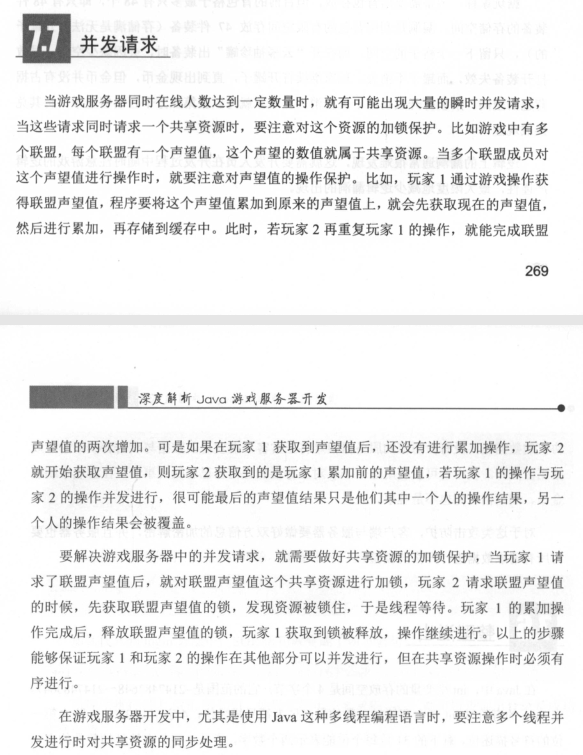 7.7 并发请求
当游戏服务器同时在线人数达到一定数量时，就有可能出现大量的瞬时并发请求，
当这些请求同时请求一个共享资源时，要注意对这个资源的加锁保护。比如游戏中有多
个联盟，每个联盟有一个声望值，这个声望的数值就属于共享资源。当多个联盟成员对
这个声望值进行操作时，就要注意对声望值的操作保护。比如，玩家 1 通过游戏操作获
得联盟声望值，程序要将这个声望值累加到原来的声望值上，就会先获取现在的声望值，
然后进行累加，再存储到缓存中。此时，若玩家 2 再重复玩家 1 的操作，就能完成联盟
269
深度解析 Java 游戏服务器开发
声望值的两次增加。可是如果在玩家 1 获取到声望值后，还没有进行累加操作，玩家 2
就开始获取声望值，则玩家 2 获取到的是玩家 1 累加前的声望值，若玩家 1 的操作与玩
家 2 的操作并发进行，很可能最后的声望值结果只是他们其中一个人的操作结果，另一
个人的操作结果会被覆盖。
要解决游戏服务器中的并发请求，就需要做好共享资源的加锁保护，当玩家 1 请
求了联盟声望值后，就对联盟声望值这个共享资源进行加锁，玩家 2 请求联盟声望值
的时候，先获取联盟声望值的锁，发现资源被锁住，于是线程等待。玩家 1 的累加操
作完成后，释放联盟声望值的锁，玩家 1 获取到锁被释放，操作继续进行。以上的步骤
能够保证玩家 1 和玩家 2 的操作在其他部分可以并发进行，但在共享资源操作时必须有
序进行。
在游戏服务器开发中，尤其是使用 Java 这种多线程编程语言时，要注意多个线程并
发进行时对共享资源的同步处理。